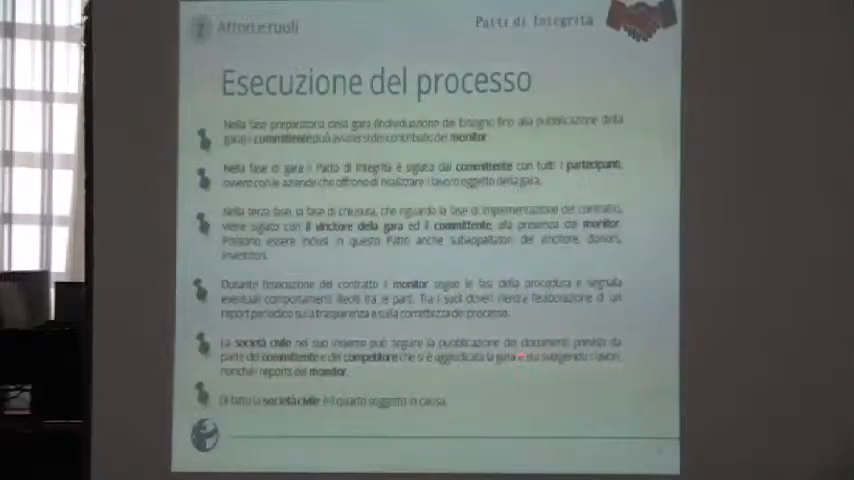 2 Attori e ruoli
Patti di Integrità
Esecuzione del processo
Nella fase preparatoria della gara (individuazione del bisogno fino alla pubblicazione della
gara) il committente può avvalersi del contributo del monitor
Nella fase di gara il Patto di Integrità è siglato dal committente con tutti i partecipanti,
ovvero con le aziende che offrono di realizzare il lavoro oggetto della gara.
Nella terza fase, la fase di chiusura, che riguarda la fase di implementazione del contratto,
viene siglato con il vincitore della gara ed il committente, alla presenza del monitor.
Possono essere inclusi in questo Patto anche subappaltatori del vincitore, donors,
investitori.
Durante l'esecuzione del contratto il monitor segue le fasi della procedura e segnala
eventuali comportamenti illeciti tra le parti. Tra i suoi doveri rientra l'elaborazione di un
report periodico sulla trasparenza e sulla correttezza del processo.
La società civile nel suo insieme può seguire la pubblicazione dei documenti previsti da
parte del committente e del competitore che si è aggiudicata la gara e sta svolgendo i lavori,
nonché i reports del monitor.
Di fatto la società civile è il quarto soggetto in causa.